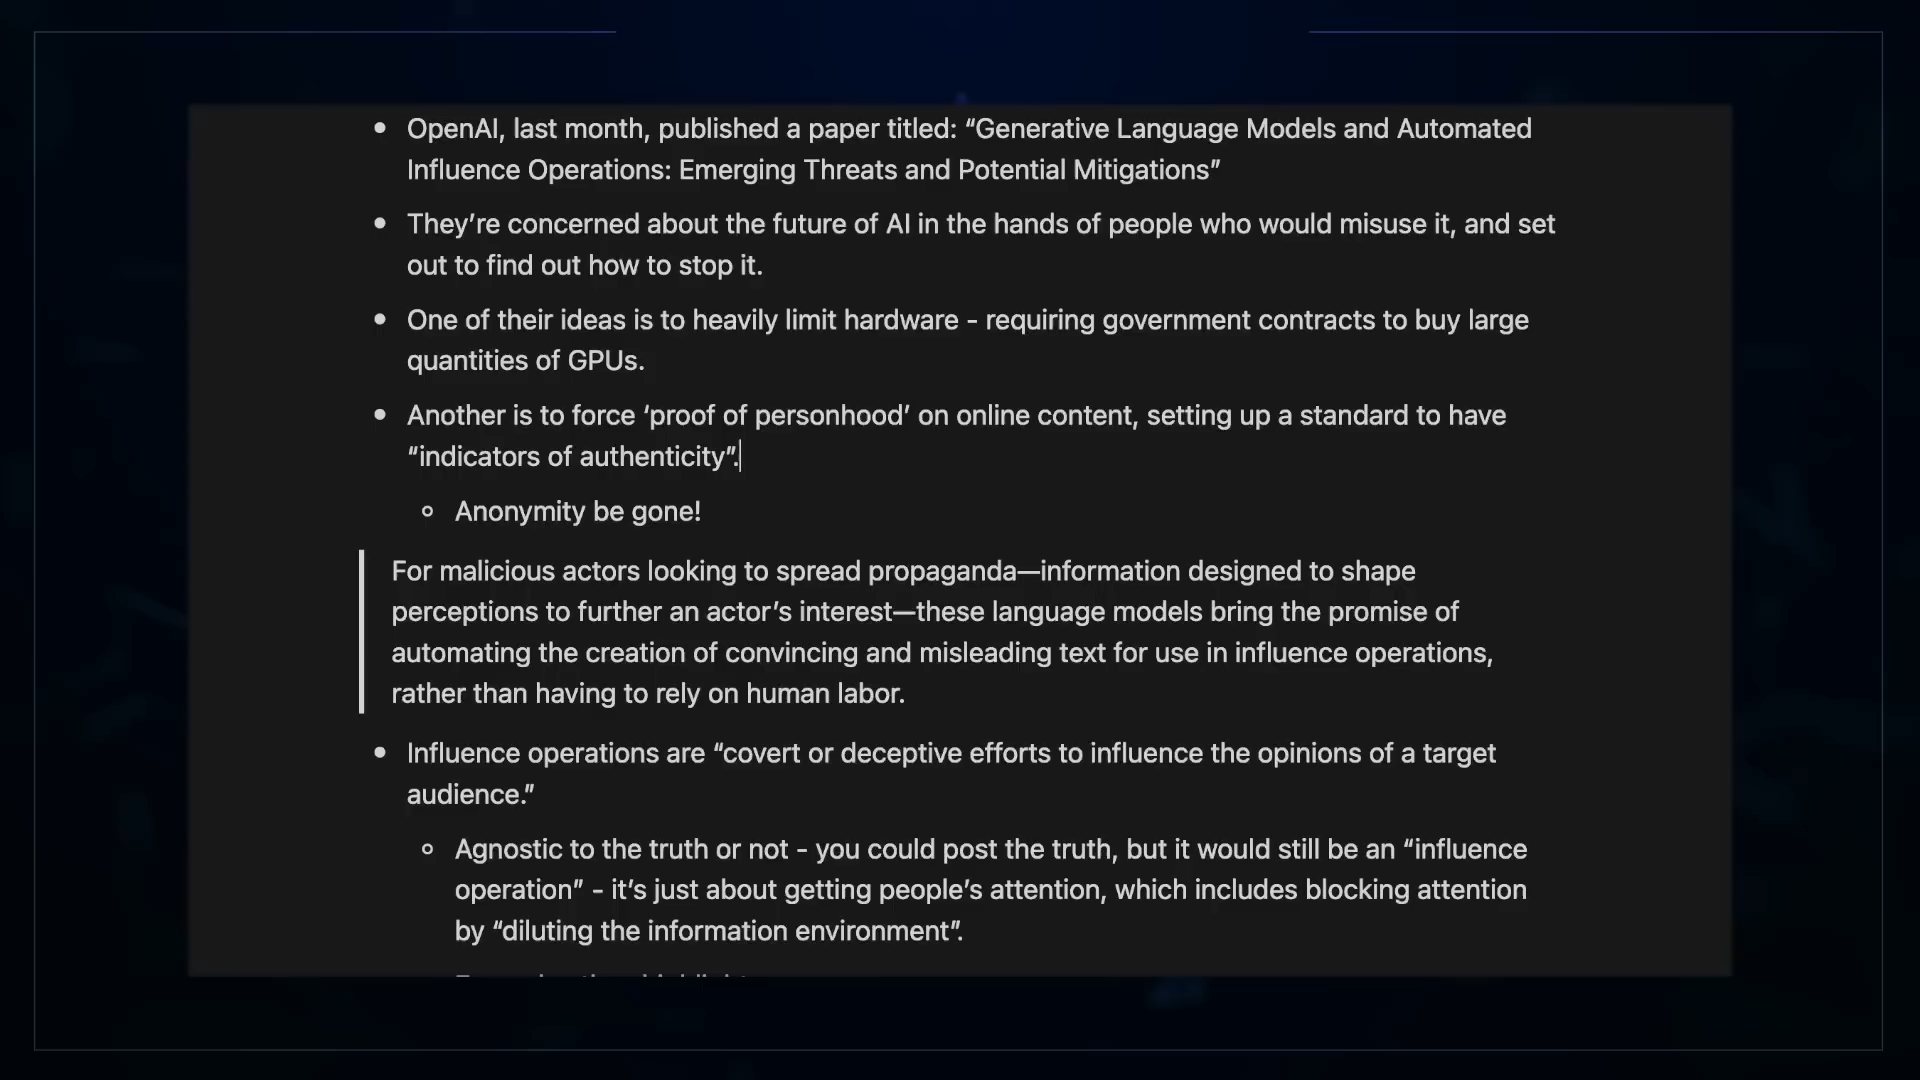 • OpenAI, last month, published a paper titled: “Generative Language Models and Automated
Influence Operations: Emerging Threats and Potential Mitigations”
• They’re concerned about the future of AI in the hands of people who would misuse it, and set
out to find out how to stop it.
• One of their ideas is to heavily limit hardware - requiring government contracts to buy large
quantities of GPUs.
• Another is to force ‘proof of personhood’ on online content, setting up a standard to have
“indicators of authenticity”.
◦ Anonymity be gone!
For malicious actors looking to spread propaganda—information designed to shape
perceptions to further an actor’s interest—these language models bring the promise of
automating the creation of convincing and misleading text for use in influence operations,
rather than having to rely on human labor.
• Influence operations are “covert or deceptive efforts to influence the opinions of a target
audience.”
◦ Agnostic to the truth or not - you could post the truth, but it would still be an “influence
operation” - it’s just about getting people’s attention, which includes blocking attention
by “diluting the information environment”.